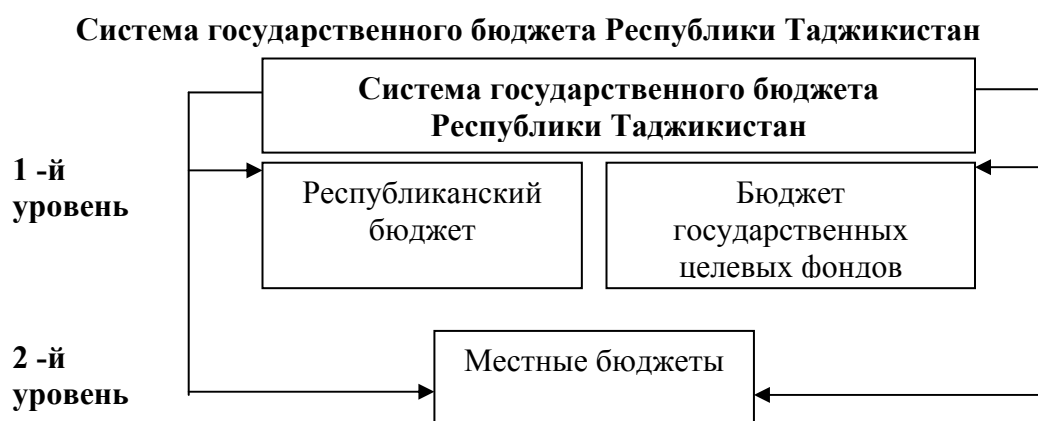 Система государственного бюджета Республики Таджикистан
Система государственного бюджета
Республики Таджикистан
1 -й
уровень
Республиканский
бюджет
Бюджет
государственных
целевых фондов
2 -й
уровень
Местные бюджеты